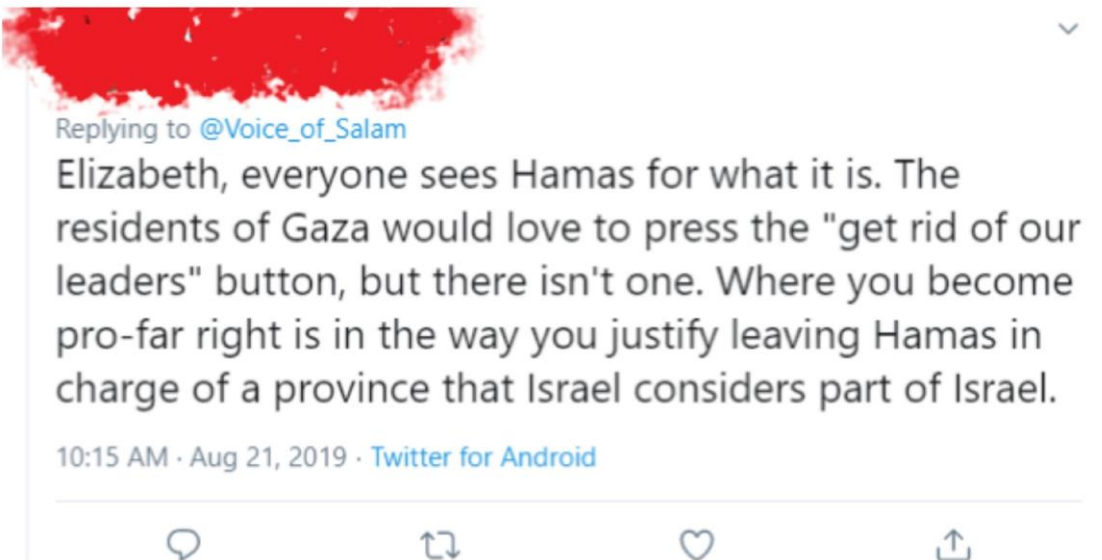 Replying to @Voice_of_Salam
Elizabeth, everyone sees Hamas for what it is. The
residents of Gaza would love to press the "get rid of our
leaders" button, but there isn't one. Where you become
pro-far right is in the way you justify leaving Hamas in
charge of a province that Israel considers part of Israel.
10:15 AM · Aug 21, 2019 · Twitter for Android